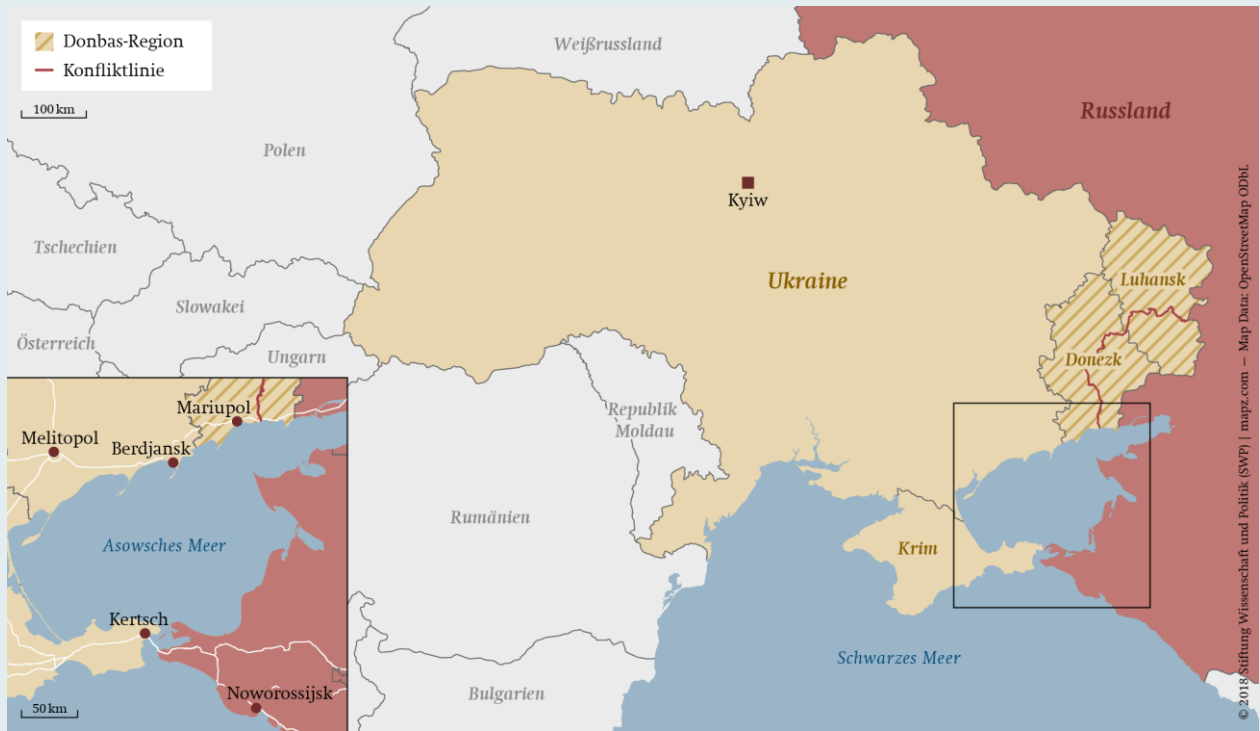 Donbas-Region
Konfliktlinie
100 km
Weißrussland
Russland
Polen
Kyiw
Tschechien
Ukraine
Luhansk
Slowakei
Österreich
Ungarn
Donezk
Republik
Moldau
Mariupol
Melitopol
Berdjansk
Rumänien
Asowsches Meer
Krim
Kertsch
Schwarzes Meer
Bulgarien
Noworossijsk
50 km
© 2018 Stiftung Wissenschaft und Politik (SWP) | mapz.com – Map Data: OpenStreetMap ODbL